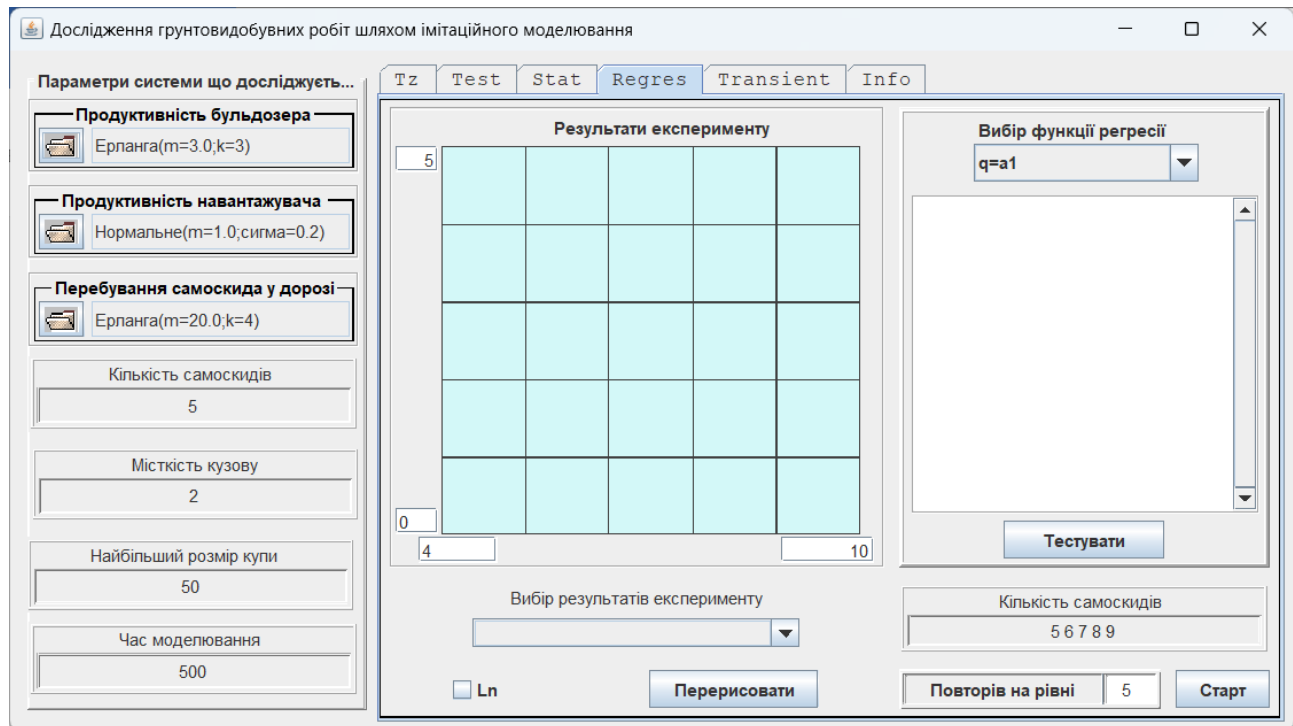 Дослідження грунтовидобувних робіт шляхом імітаційного моделювання
Параметри системи що досліджуєть...
Продуктивність бульдозера
Ерланга(m=3.0;k=3)
Продуктивність навантажувача
Нормальне(m=1.0;сигма=0.2)
Перебування самоскида у дорозі
Ерланга(m=20.0;k=4)
Кількість самоскидів
5
Місткість кузову
2
Найбільший розмір купи
50
Час моделювання
500
Tz Test Stat Regres Transient Info
Результати експерименту
5
0
4 10
Вибір результатів експерименту
Ln
Перерисовати
Вибір функції регресії
q=a1
Тестувати
Кількість самоскидів
5 6 7 8 9
Повторів на рівні 5 Старт